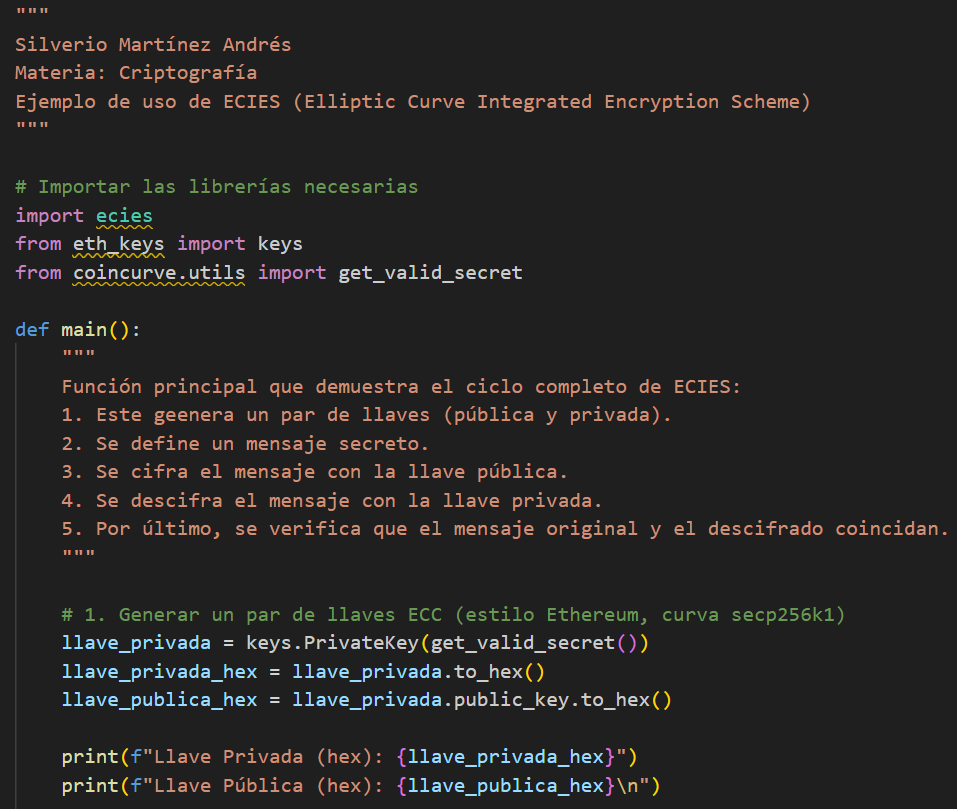 """
Silverio Martínez Andrés
Materia: Criptografía
Ejemplo de uso de ECIES (Elliptic Curve Integrated Encryption Scheme)
"""
# Importar las librerías necesarias
import ecies
from eth_keys import keys
from coincurve.utils import get_valid_secret
def main():
"""
Función principal que demuestra el ciclo completo de ECIES:
1. Este geenera un par de llaves (pública y privada).
2. Se define un mensaje secreto.
3. Se cifra el mensaje con la llave pública.
4. Se descifra el mensaje con la llave privada.
5. Por último, se verifica que el mensaje original y el descifrado coincidan.
"""
# 1. Generar un par de llaves ECC (estilo Ethereum, curva secp256k1)
llave_privada = keys.PrivateKey(get_valid_secret())
llave_privada_hex = llave_privada.to_hex()
llave_publica_hex = llave_privada.public_key.to_hex()
print(f"Llave Privada (hex): {llave_privada_hex}")
print(f"Llave Pública (hex): {llave_publica_hex}\n")